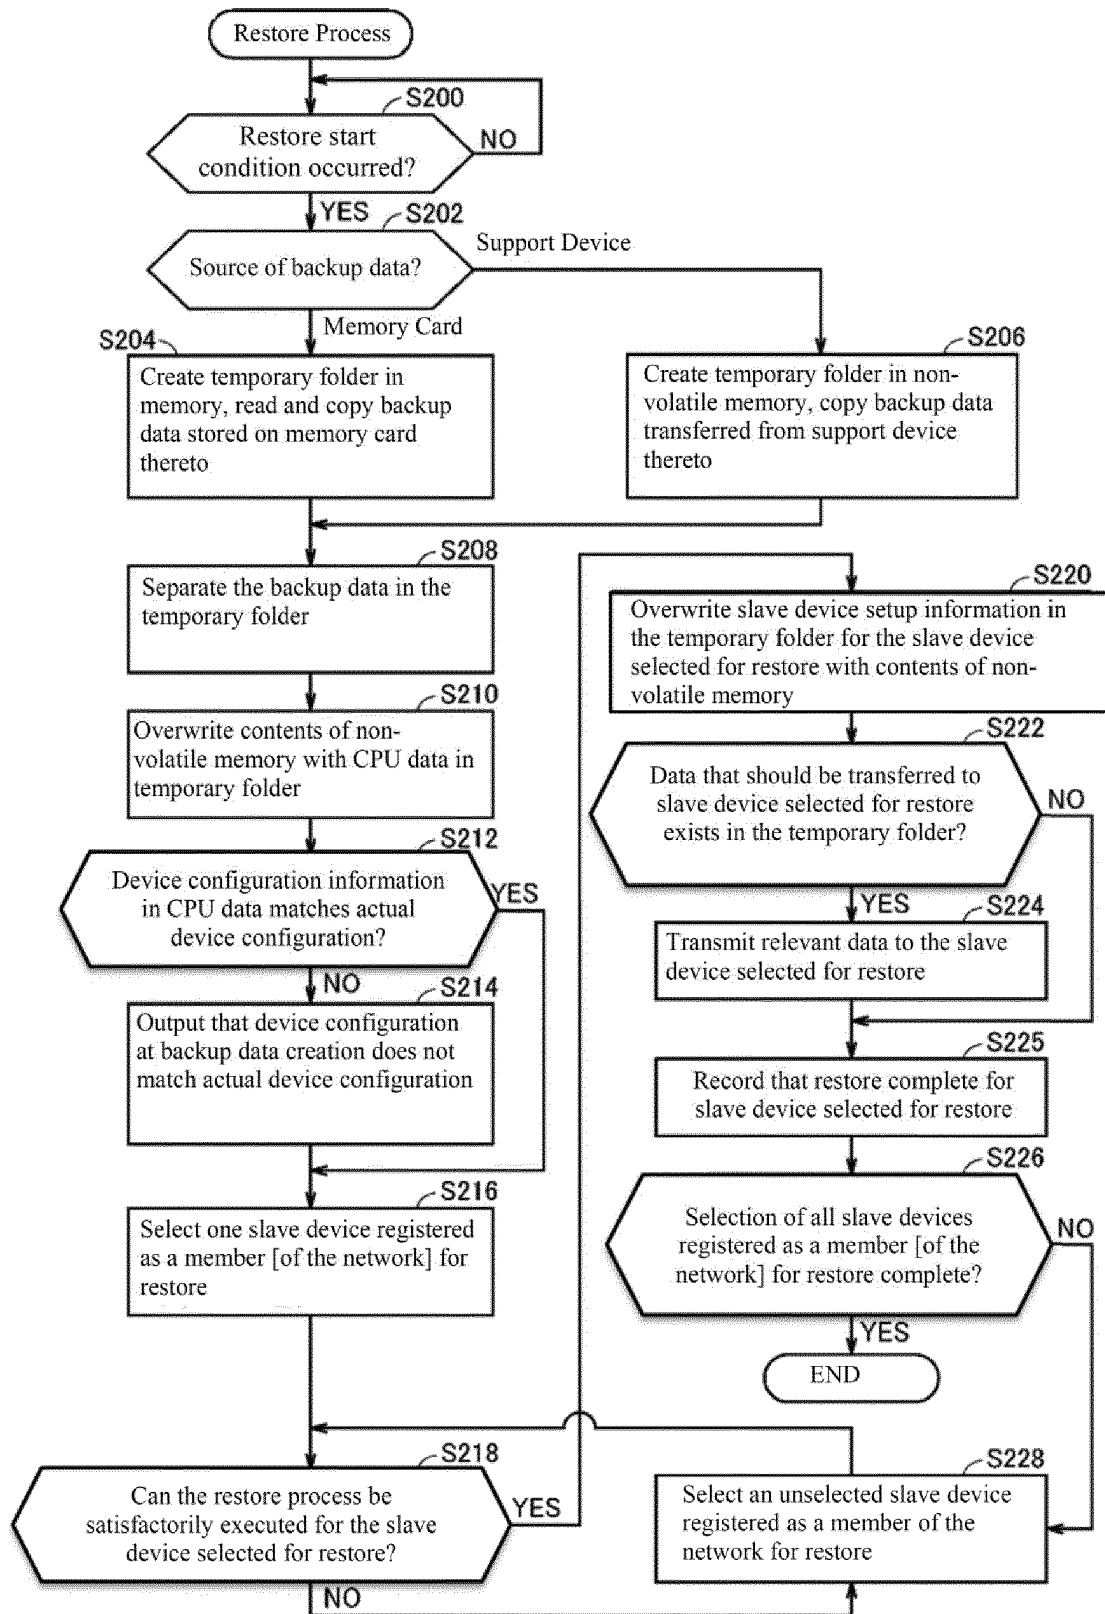 Restore Process
S200
Restore start
condition occurred?
NO
YES
S202
Source of backup data?
Support Device
Memory Card
S204
Create temporary folder in
memory, read and copy backup
data stored on memory card
thereto
S206
Create temporary folder in non-
volatile memory, copy backup data
transferred from support device
thereto
S208
Separate the backup data in the
temporary folder
S210
Overwrite contents of non-
volatile memory with CPU data in
temporary folder
S212
Device configuration information
in CPU data matches actual
device configuration?
YES
NO
S214
Output that device configuration
at backup data creation does not
match actual device configuration
S216
Select one slave device registered
as a member [of the network] for
restore
S218
Can the restore process be
satisfactorily executed for the slave
device selected for restore?
YES
NO
S220
Overwrite slave device setup information in
the temporary folder for the slave device
selected for restore with contents of non-
volatile memory
S222
Data that should be transferred to
slave device selected for restore
exists in the temporary folder?
NO
YES
S224
Transmit relevant data to the slave
device selected for restore
S225
Record that restore complete for
slave device selected for restore
S226
Selection of all slave devices
registered as a member [of the
network] for restore complete?
NO
YES
END
S228
Select an unselected slave device
registered as a member of the
network for restore